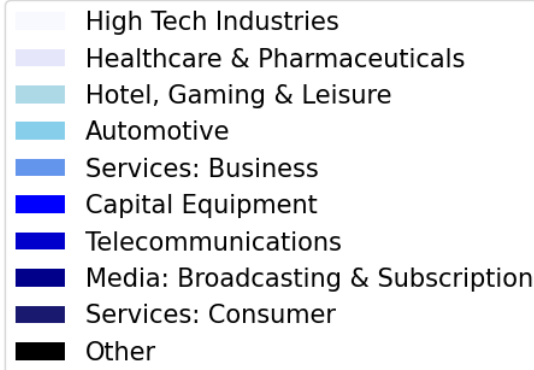 High Tech Industries
Healthcare & Pharmaceuticals
Hotel, Gaming & Leisure
Automotive
Services: Business
Capital Equipment
Telecommunications
Media: Broadcasting & Subscription
Services: Consumer
Other